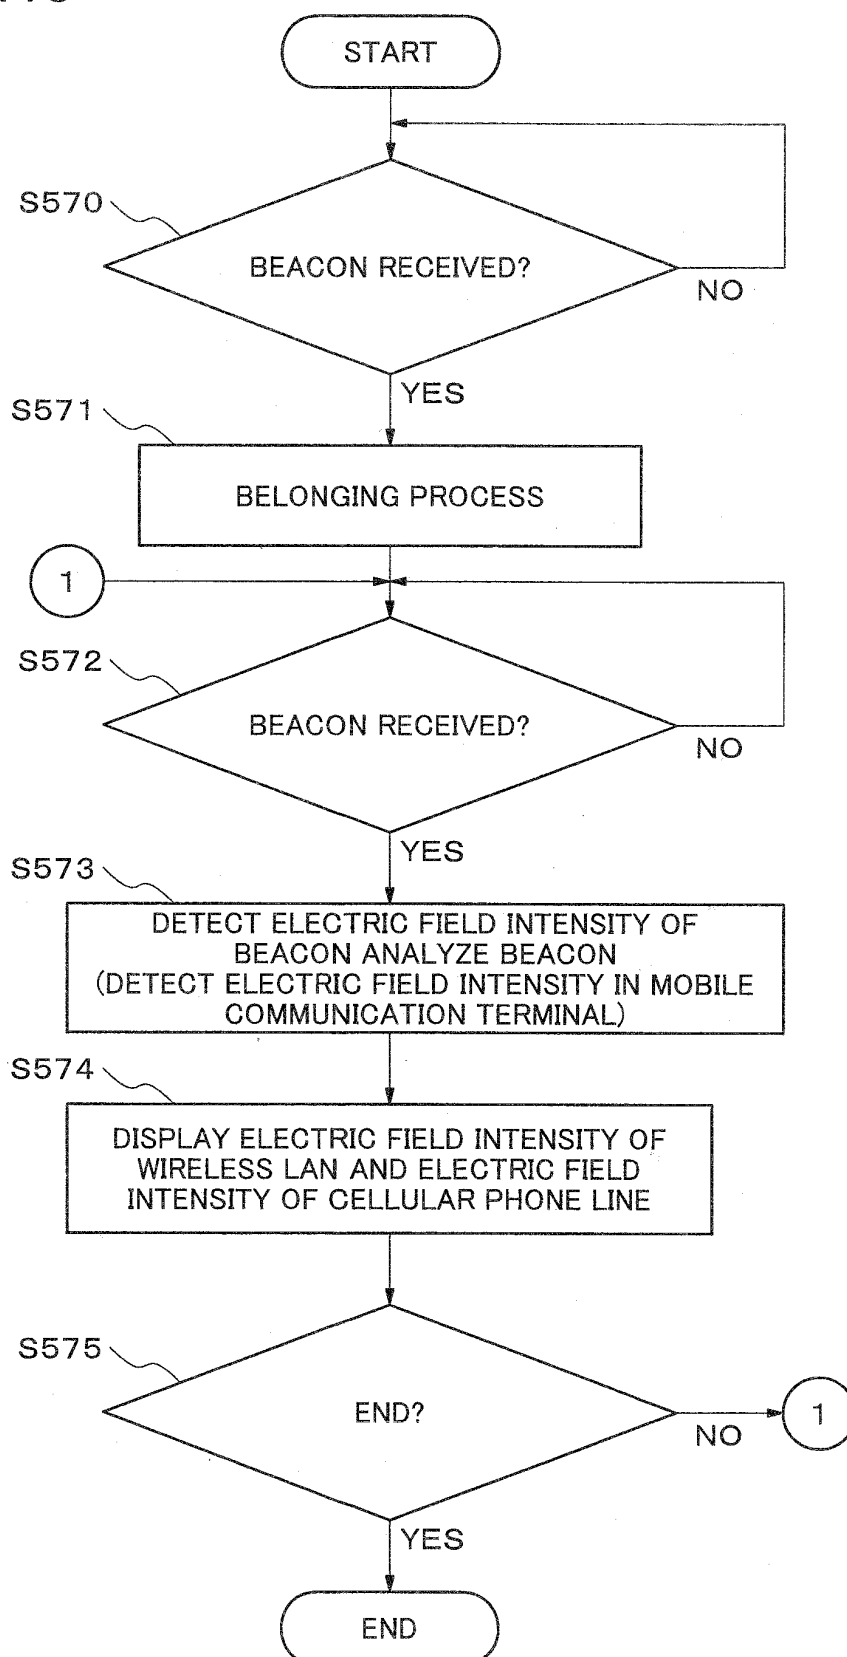 START
S570
BEACON RECEIVED?
NO
YES
S571
BELONGING PROCESS
1
S572
BEACON RECEIVED?
NO
YES
S573
DETECT ELECTRIC FIELD INTENSITY OF
BEACON ANALYZE BEACON
(DETECT ELECTRIC FIELD INTENSITY IN MOBILE
COMMUNICATION TERMINAL)
S574
DISPLAY ELECTRIC FIELD INTENSITY OF
WIRELESS LAN AND ELECTRIC FIELD
INTENSITY OF CELLULAR PHONE LINE
S575
END?
NO
1
YES
END